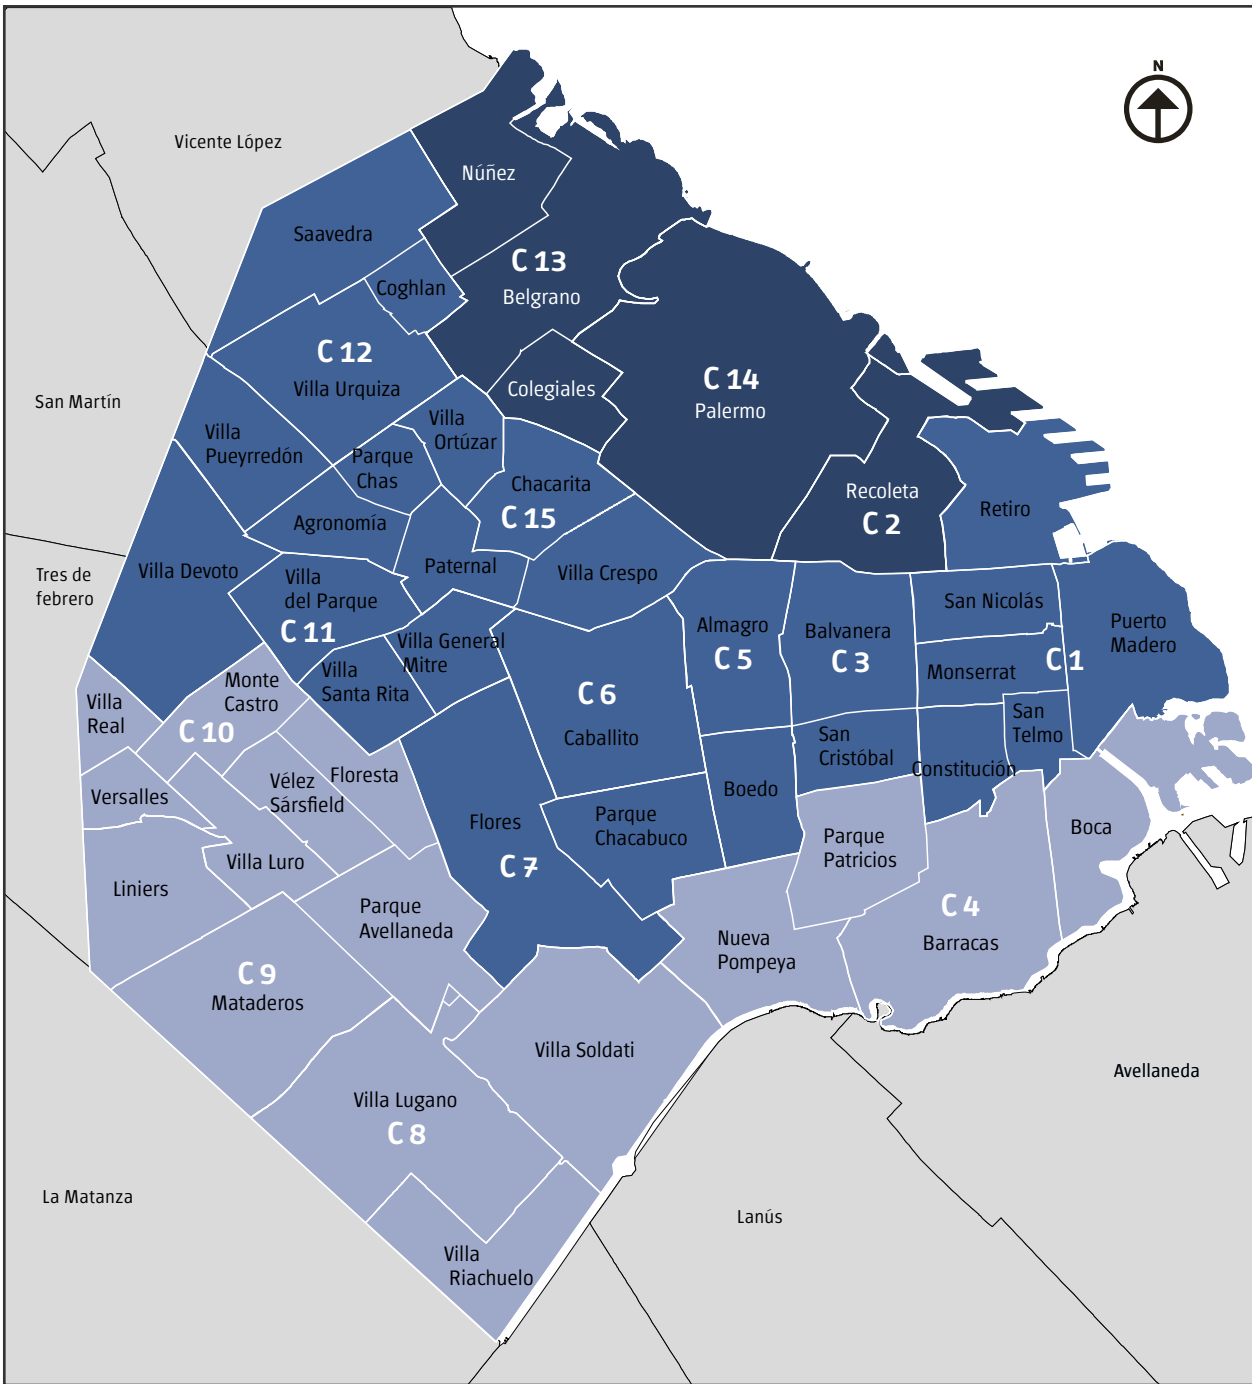 N
Vicente López
Núñez
Saavedra
C 13
Coghlan
Belgrano
C 12
Villa Urquiza
C 14
Palermo
Colegiales
San Martín
Villa
Pueyrredón
Villa
Ortúzar
Parque
Chas
Chacarita
C 15
Recoleta
C 2
Retiro
Agronomía
Paternal
Villa Crespo
Villa Devoto
Tres de
febrero
Villa
del Parque
C 11
San Nicolás
Puerto
Madero
Almagro
C 5
Balvanera
C 3
Villa General
Mitre
Monserrat
C 1
Villa
Santa Rita
Monte
Castro
C 10
Villa
Real
C 6
Caballito
San
Telmo
San
Cristóbal
Constitución
Floresta
Vélez
Sársfield
Versalles
Boedo
Flores
C 7
Parque
Chacabuco
Parque
Patricios
Boca
Villa Luro
Liniers
Parque
Avellaneda
C 4
Barracas
Nueva
Pompeya
C 9
Mataderos
Villa Soldati
Avellaneda
Villa Lugano
C 8
La Matanza
Lanús
Villa
Riachuelo